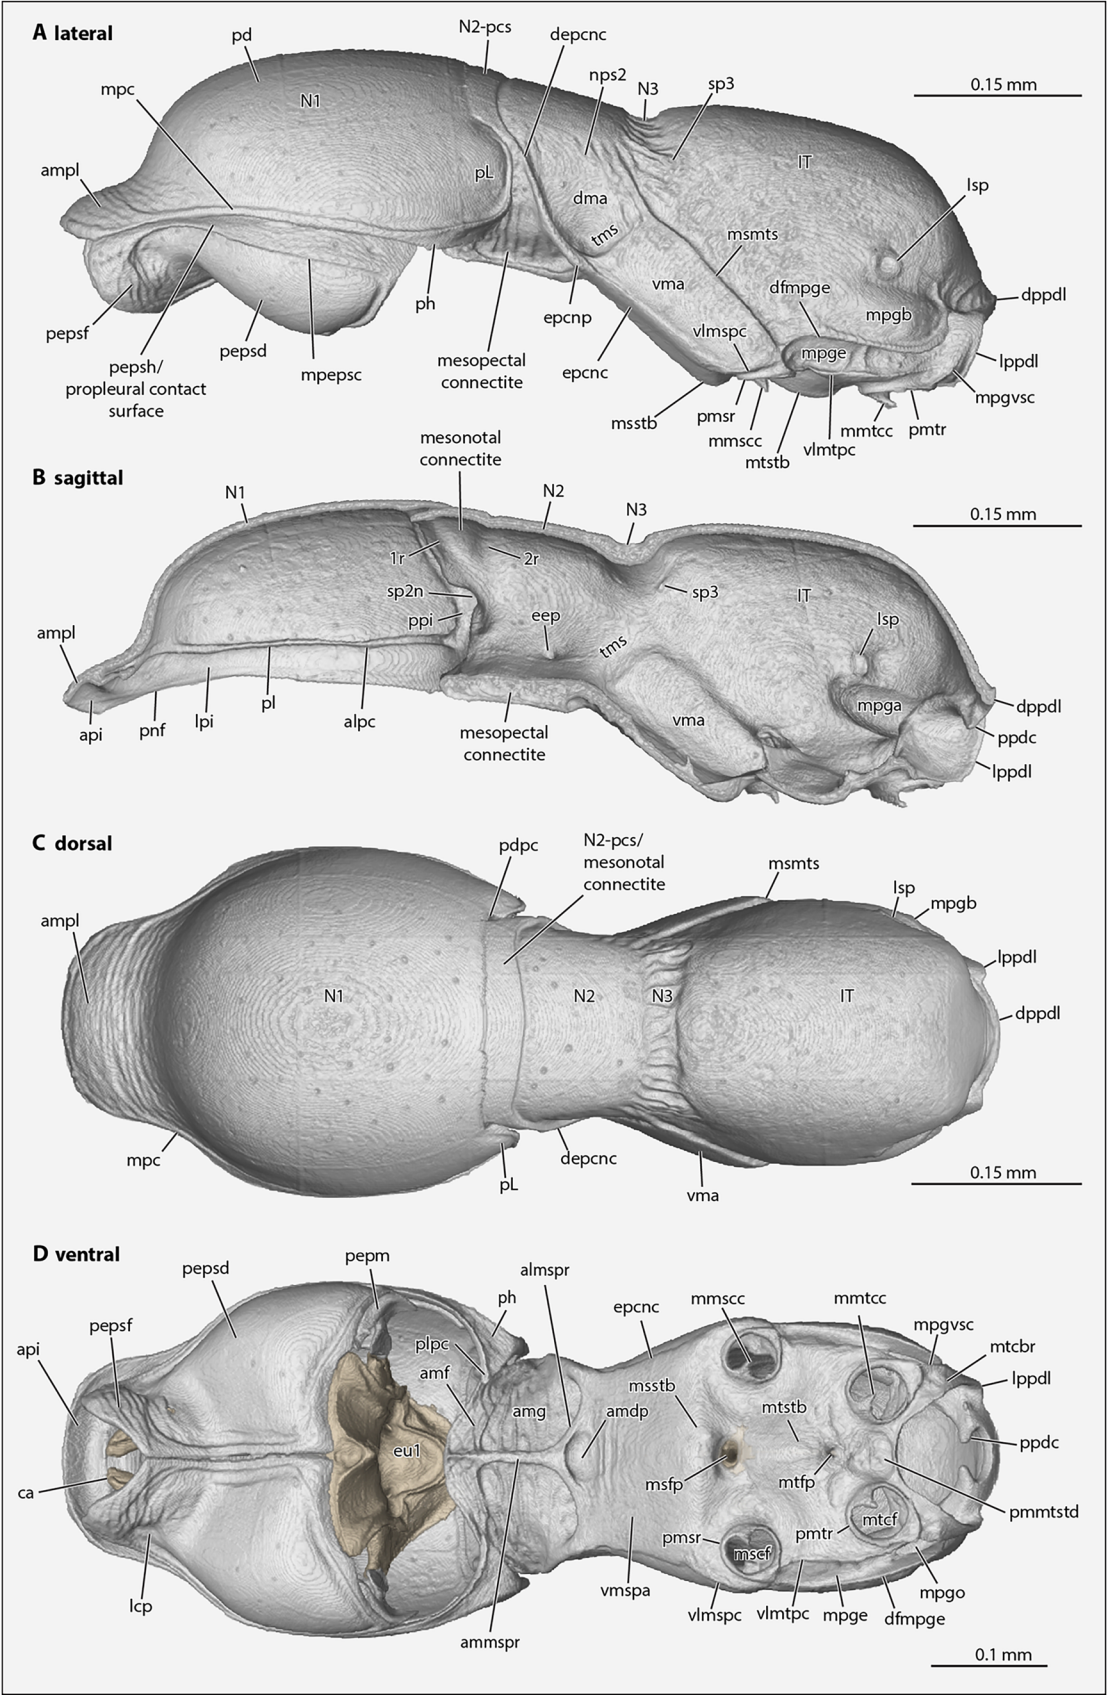 A lateral
pd
N2-pcs
depcnc
mpc
N1
nps2
N3
sp3
0.15 mm
ampl
pL
dma
IT
lsp
tms
msmts
vma
dfmpge
mpgb
dppdl
pepsf
ph
epcnp
vlmspc
mpge
lppdl
pepsh/
propleural contact
surface
pepsd
mpepsc
mesopectal
connectite
epcnc
msstb
pmsr
mmscc
mtstb
vlmtpc
mmtcc
pmtr
mpgvsc
B sagittal
N1
mesonotal
connectite
N2
N3
0.15 mm
1r
2r
sp2n
ppi
eep
sp3
IT
lsp
ampl
tms
api
pnf
lpi
pl
alpc
mesopectal
connectite
vma
mpga
dppdl
ppdc
lppdl
C dorsal
pdpc
N2-pcs/
mesonotal
connectite
msmts
lsp
mpgb
ampl
N1
N2
N3
IT
lppdl
dppdl
mpc
pL
depcnc
vma
0.15 mm
D ventral
pepsd
pepm
almspr
ph
epcnc
mmscc
mmtcc
mpgvsc
mtcbr
api
pepsf
plpc
amf
amg
amdp
msstb
mtstb
lppdl
eu1
ppdc
ca
msfp
mtfp
pmmtstd
pmsr
mscf
pmtr
mtcf
lcp
ammspr
vmspa
vlmspc
vlmtpc
mpge
dfmpge
mpgo
0.1 mm